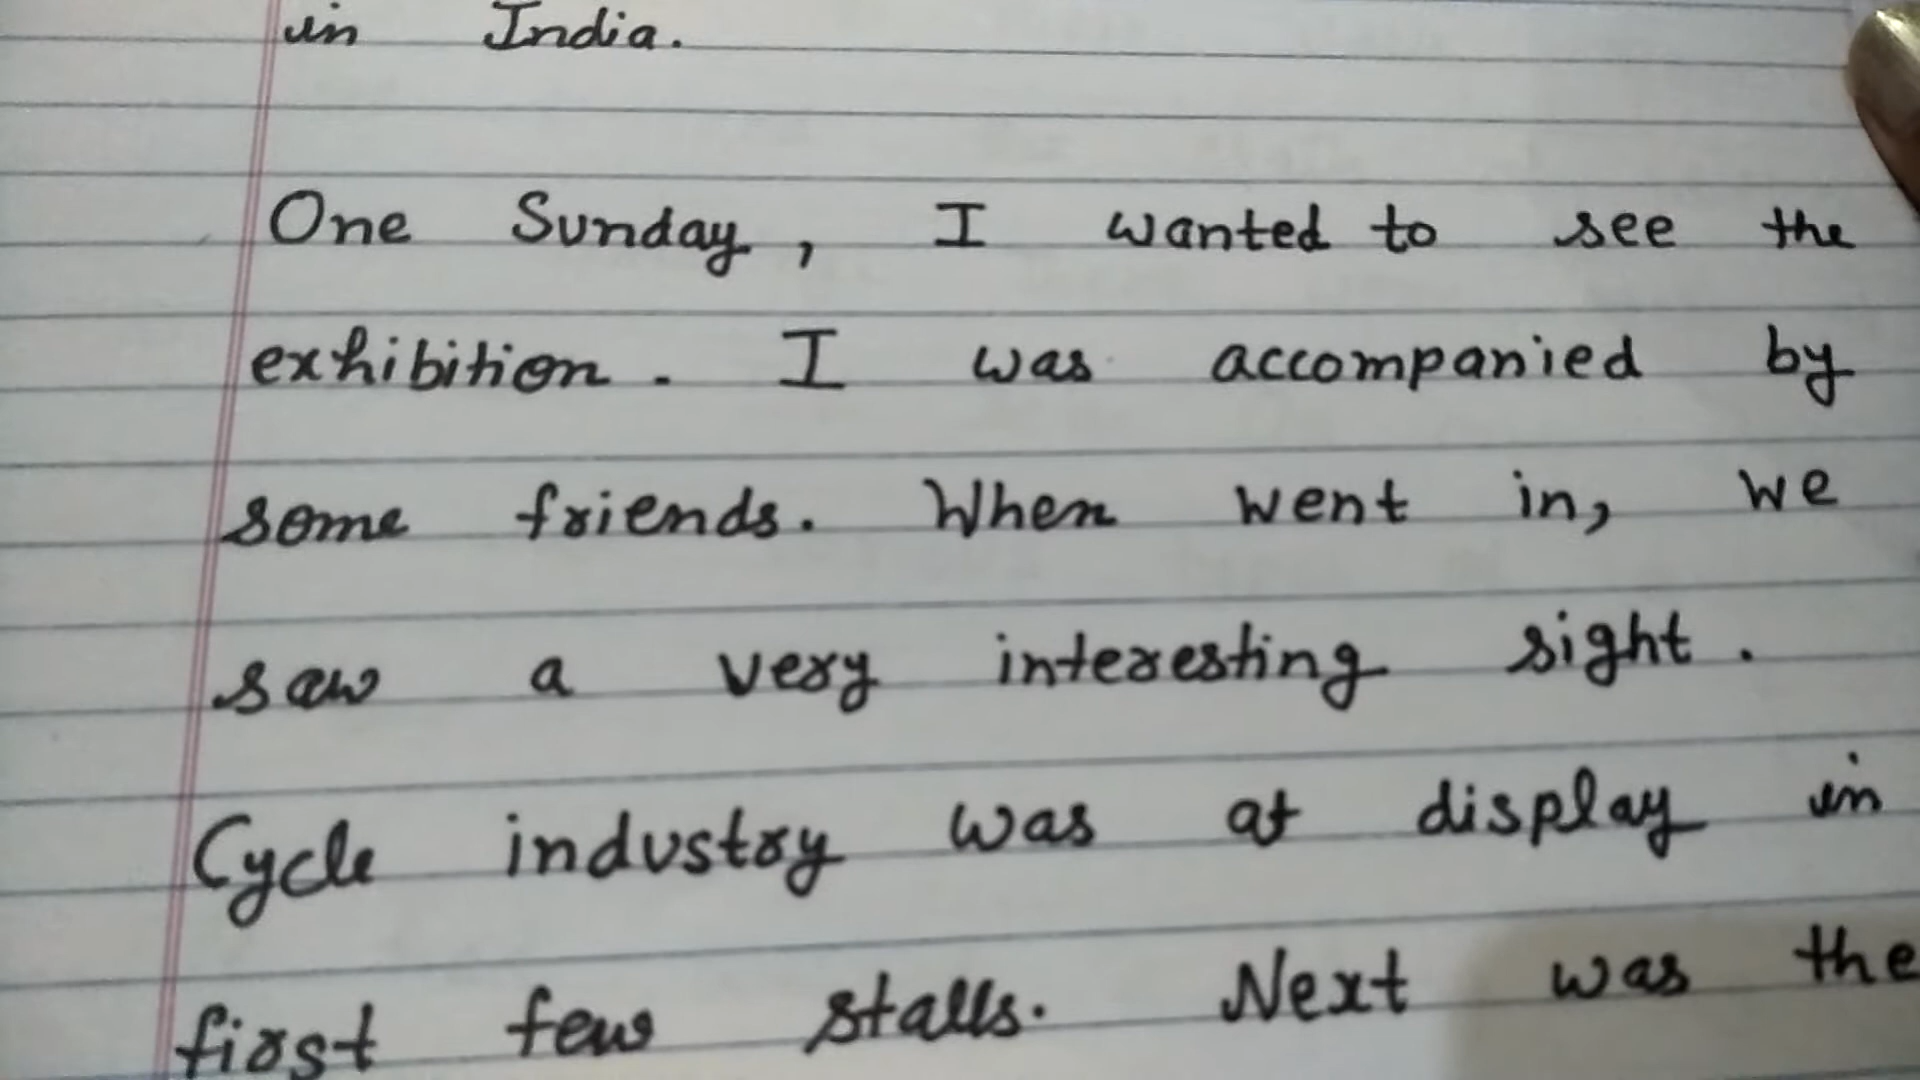 in India.
One Sunday, I wanted to see the
exhibition. I was accompanied by
some friends. When went in, we
saw a very interesting sight.
Cycle industry was at display in
first few stalls. Next was the